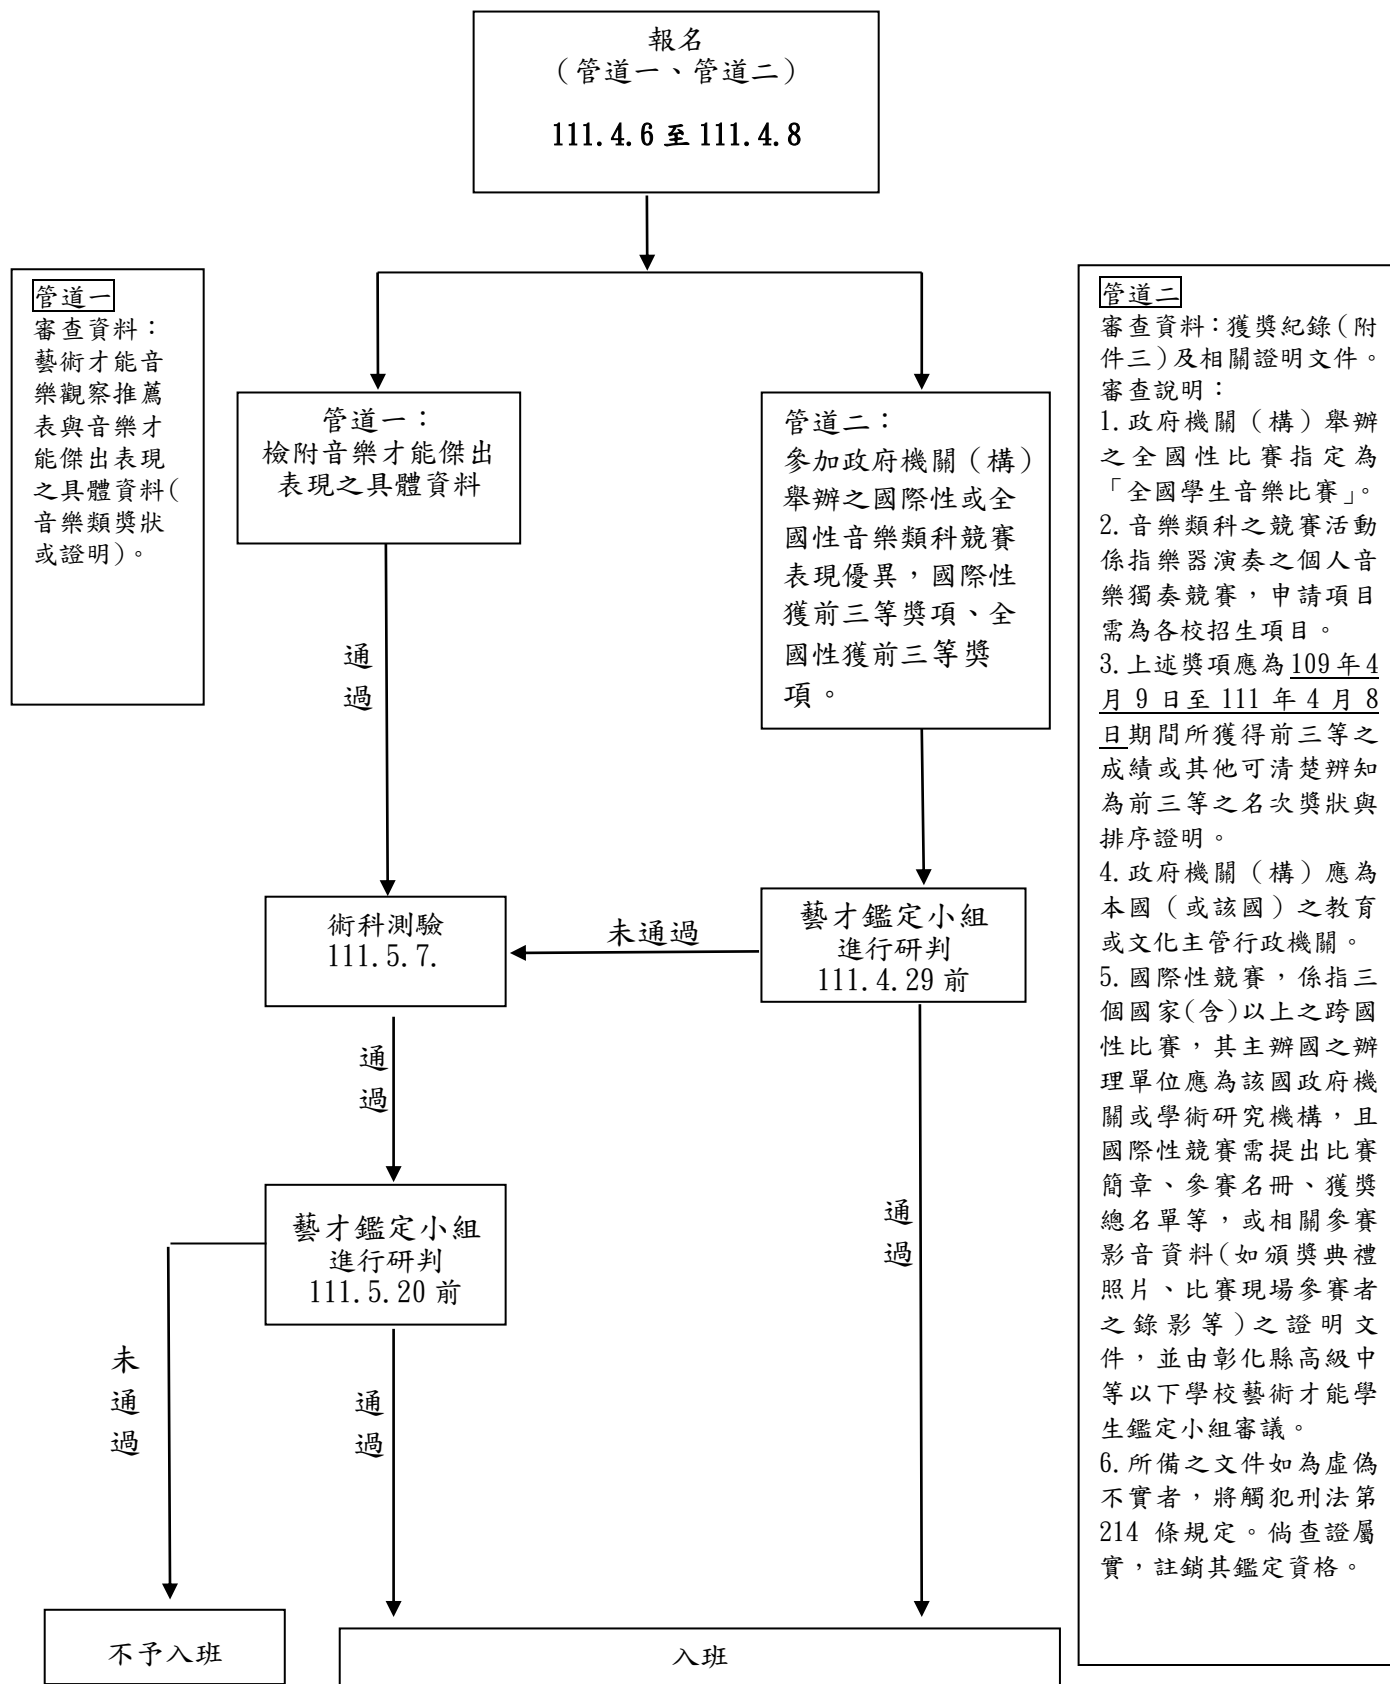 報名
（管道一、管道二）
111.4.6 至 111.4.8
管道一
審查資料：
藝術才能音
樂觀察推薦
表與音樂才
能傑出表現
之具體資料(
音樂類獎狀
或證明)。
管道一：
檢附音樂才能傑出
表現之具體資料
管道二：
參加政府機關（構）
舉辦之國際性或全
國性音樂類科競賽
表現優異，國際性
獲前三等獎項、全
國性獲前三等獎
項。
管道二
審查資料：獲獎紀錄(附
件三)及相關證明文件。
審查說明：
1.政府機關（構）舉辦
之全國性比賽指定為
「全國學生音樂比賽」。
2.音樂類科之競賽活動
係指樂器演奏之個人音
樂獨奏競賽，申請項目
需為各校招生項目。
3.上述獎項應為109年4
月 9 日至 111 年 4 月 8
日期間所獲得前三等之
成績或其他可清楚辨知
為前三等之名次獎狀與
排序證明。
4.政府機關（構）應為
本國（或該國）之教育
或文化主管行政機關。
5.國際性競賽，係指三
個國家(含)以上之跨國
性比賽，其主辦國之辦
理單位應為該國政府機
關或學術研究機構，且
國際性競賽需提出比賽
簡章、參賽名冊、獲獎
總名單等，或相關參賽
影音資料(如頒獎典禮
照片、比賽現場參賽者
之錄影等)之證明文
件，並由彰化縣高級中
等以下學校藝術才能學
生鑑定小組審議。
6.所備之文件如為虛偽
不實者，將觸犯刑法第
214 條規定。倘查證屬
實，註銷其鑑定資格。
通
過
術科測驗
111.5.7.
未通過
藝才鑑定小組
進行研判
111.4.29 前
通
過
藝才鑑定小組
進行研判
111.5.20 前
通
過
未
通
過
通
過
不予入班
入班